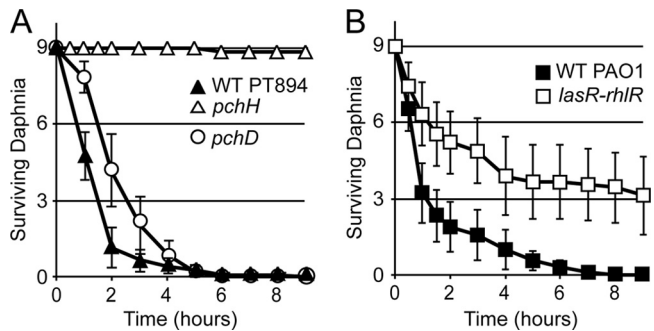 A
Surviving Daphnia
9
6
3
0
WT PT894
pchH
pchD
0 2 4 6 8
Time (hours)
B
Surviving Daphnia
9
6
3
0
WT PAO1
lasR-rhlR
0 2 4 6 8
Time (hours)